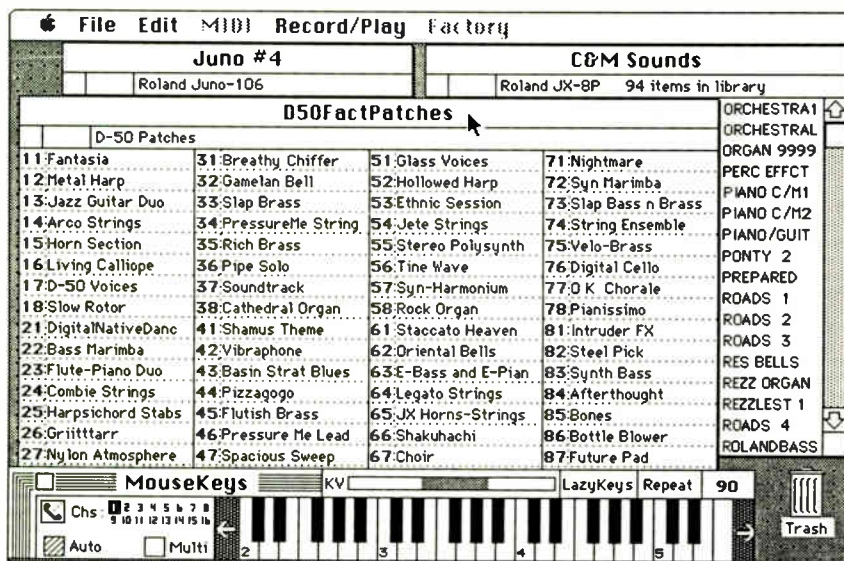 File Edit MIDI Record/Play Factory
Juno #4
Roland Juno-106
C&M Sounds
Roland JX-8P 94 items in library
D50FactPatches
D-50 Patches
11:Fantasia
12:Metal Harp
13:Jazz Guitar Duo
14:Arco Strings
15:Horn Section
16:Living Calliope
17:D-50 Voices
18:Slow Rotor
21:DigitalNativeDanc
22:Bass Marimba
23:Flute-Piano Duo
24:Combie Strings
25:Harpsichord Stabs
26:Griitttarr
27:Nylon Atmosphere
31:Breathy Chiffer
32:Gamelan Bell
33:Slap Brass
34:PressureMe String
35:Rich Brass
36:Pipe Solo
37:Soundtrack
38:Cathedral Organ
41:Shamus Theme
42:Vibraphone
43:Basin Strat Blues
44:Pizzagogo
45:Flutish Brass
46:Pressure Me Lead
47:Spacious Sweep
51:Glass Voices
52:Hollowed Harp
53:Ethnic Session
54:Jete Strings
55:Stereo Polysynth
56:Tine Wave
57:Syn-Harmonium
58:Rock Organ
61:Staccato Heaven
62:Oriental Bells
63:E-Bass and E-Pian
64:Legato Strings
65:JX Horns-Strings
66:Shakuhachi
67:Choir
71:Nightmare
72:Syn Marimba
73:Slap Bass n Brass
74:String Ensemble
75:Velo-Brass
76:Digital Cello
77:O K Chorale
78:Pianissimo
81:Intruder FX
82:Steel Pick
83:Synth Bass
84:Afterthought
85:Bones
86:Bottle Blower
87:Future Pad
ORCHESTRA1
ORCHESTRAL
ORGAN 9999
PERC EFFCT
PIANO C/M1
PIANO C/M2
PIANO/GUIT
PONTY 2
PREPARED
ROADS 1
ROADS 2
ROADS 3
RES BELLS
REZZ ORGAN
REZZLEST 1
ROADS 4
ROLANDBASS
MouseKeys KV LazyKeys Repeat 90
Chs: 1 2 3 4 5 6 7 8
9 10 11 12 13 14 15 16
Auto Multi
2 3 4 5
Trash